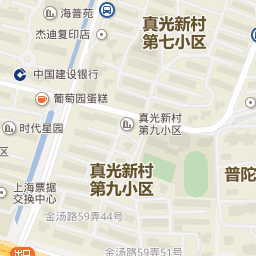 海普苑
杰迪复印店
真光新村
第七小区
中国建设银行
葡萄园蛋糕
时代星园
真光新村
第九小区
区
真光新村
第九小区
普陀
上海票据
交换中心
金汤路59弄44号
金汤路59弄51号
出口